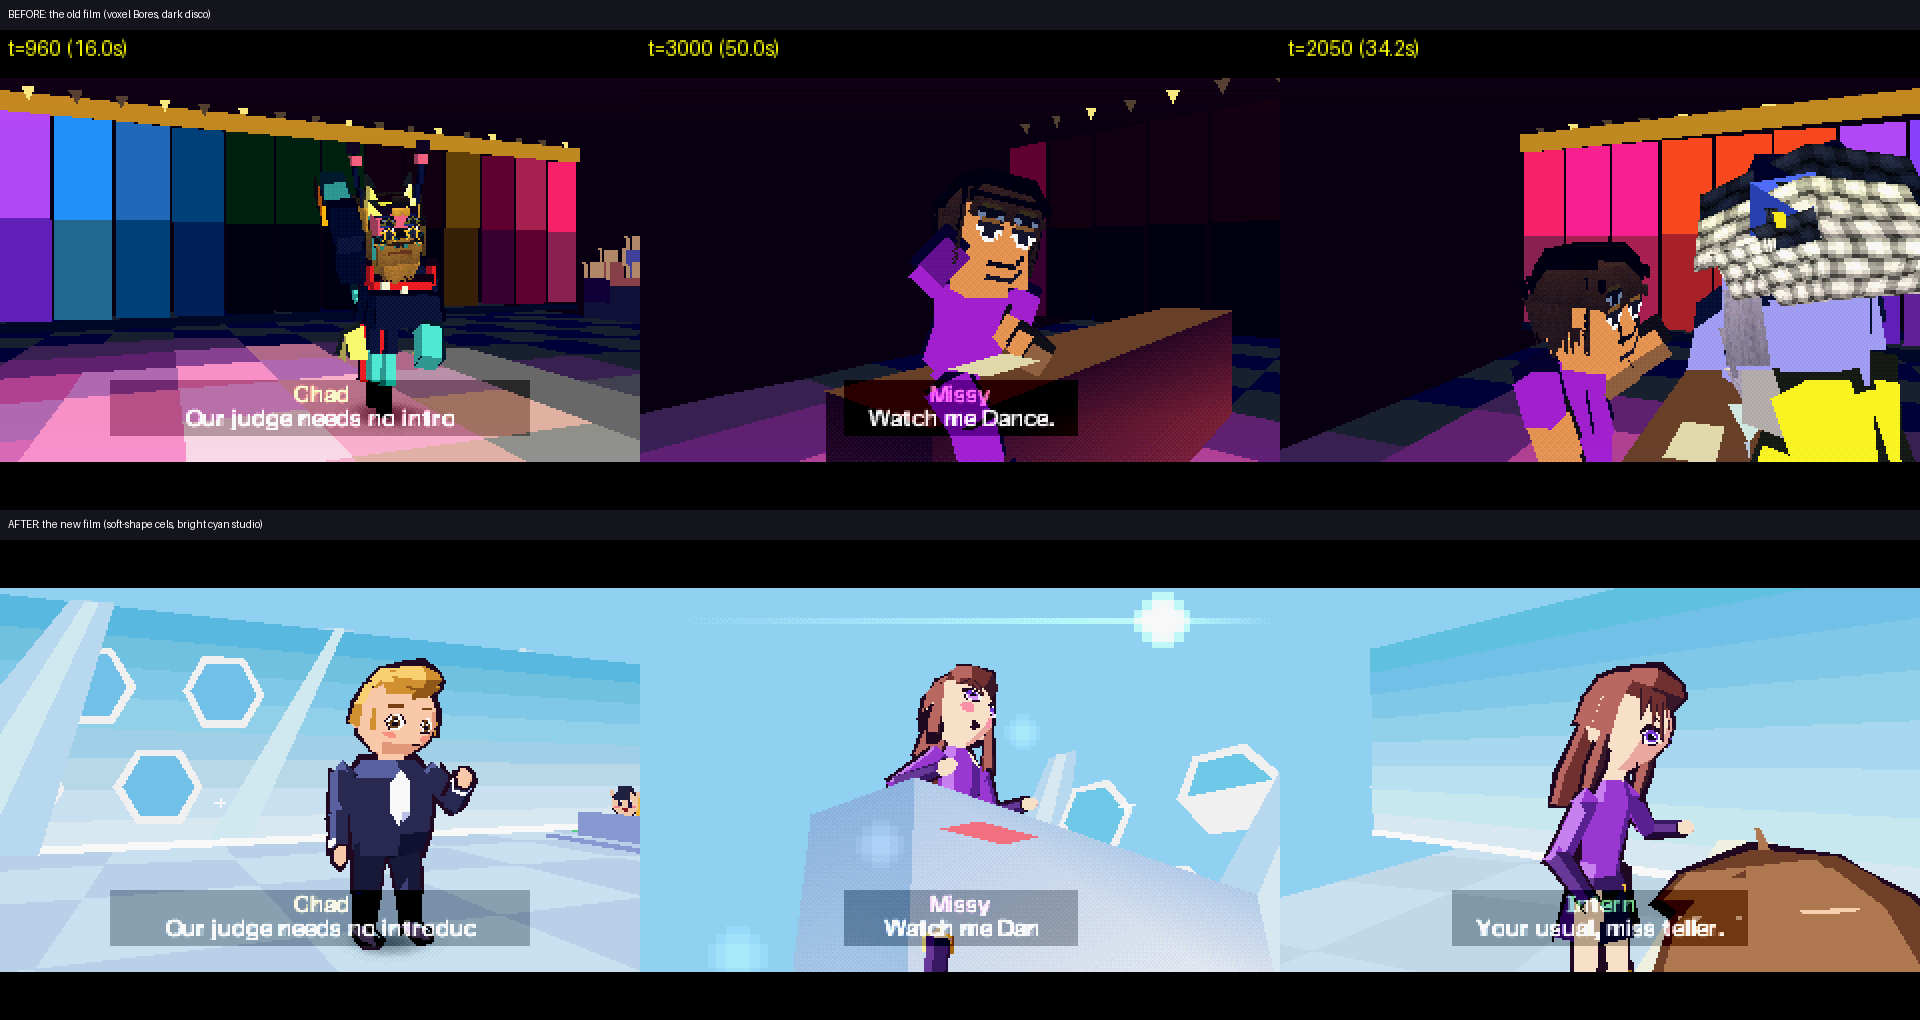 BEFORE: the old film (voxel Bores, dark disco)
t=960 (16.0s)
t=3000 (50.0s)
t=2050 (34.2s)
Chad
Our judge needs no intro
Missy
Watch me Dance.
AFTER: the new film (soft-shape cels, bright cyan studio)
Chad
Our judge needs no introduc
Missy
Watch me Dan
Intern
Your usual, miss teller.